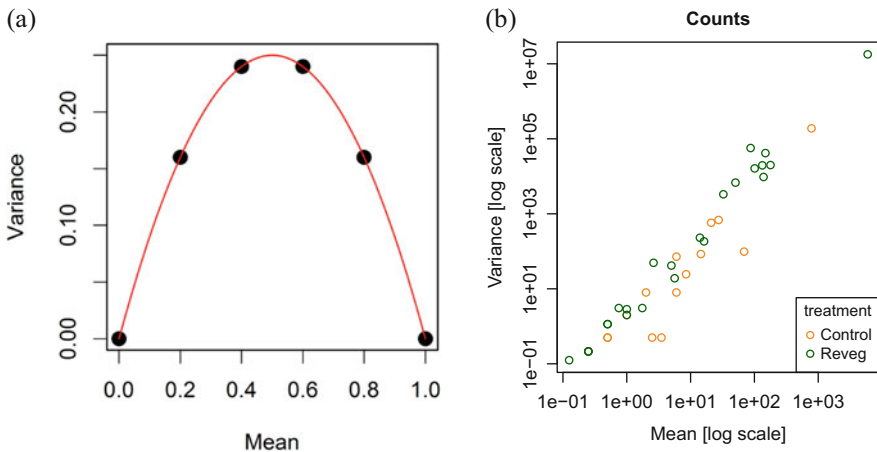 (a)
Variance
0.00
0.10
0.20
0.0
0.2
0.4
0.6
0.8
1.0
Mean
(b)
Counts
Variance [log scale]
1e−01
1e+01
1e+03
1e+05
1e+07
1e−01
1e+00
1e+01
1e+02
1e+03
Mean [log scale]
treatment
Control
Reveg